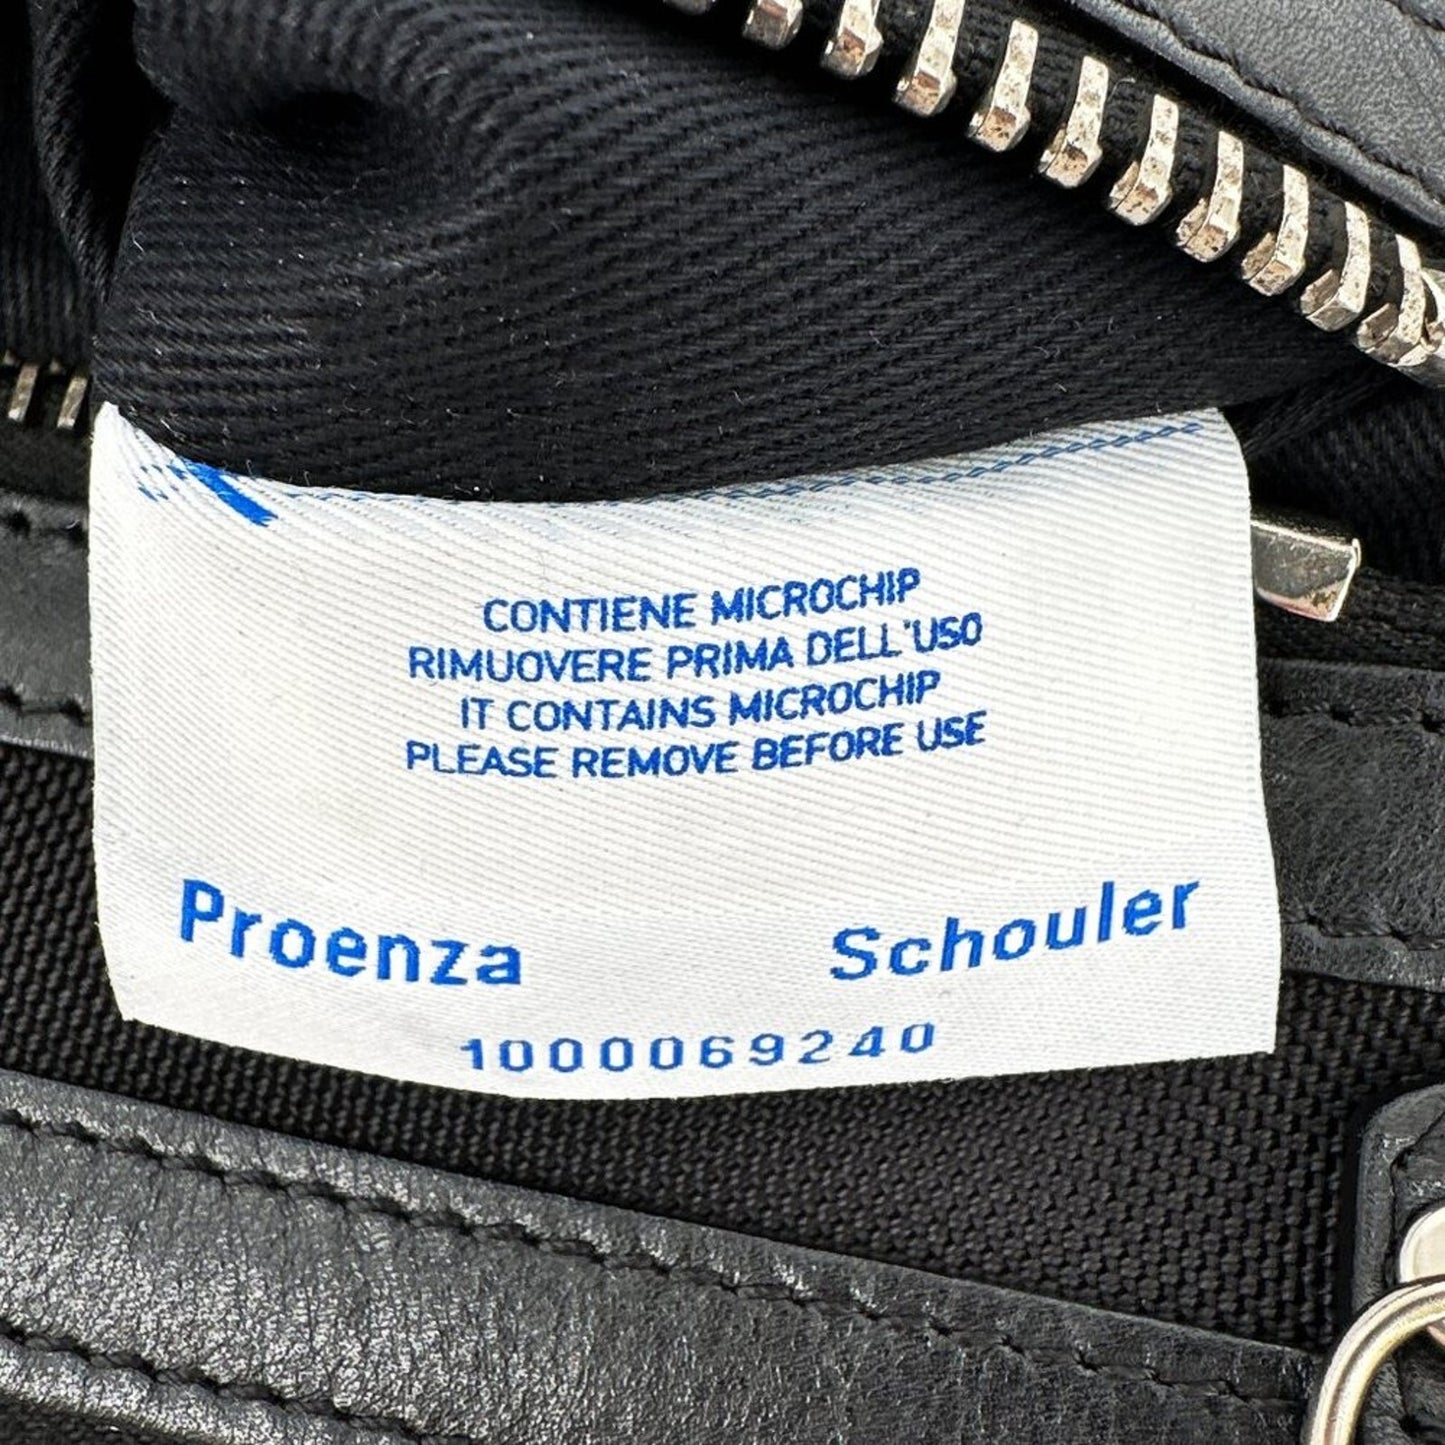 CONTIENE MICROCHIP
RIMUOVERE PRIMA DELL'USO
IT CONTAINS MICROCHIP
PLEASE REMOVE BEFORE USE
Proenza Schouler
1000069240